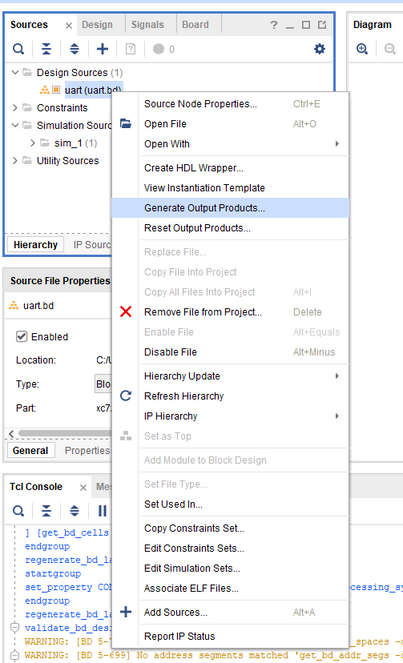 Sources
Design
Signals
Board
Diagram
0
Design Sources (1)
uart (uart.bd)
Constraints
Simulation Sour
sim_1 (1)
Utility Sources
Hierarchy
IP Sourc
Source Node Properties... Ctrl+E
Open File Alt+O
Open With
Create HDL Wrapper...
View Instantiation Template
Generate Output Products...
Reset Output Products...
Replace File...
Copy File Into Project
Copy All Files Into Project Alt+I
Remove File from Project... Delete
Enable File Alt+Equals
Disable File Alt+Minus
Hierarchy Update
Refresh Hierarchy
IP Hierarchy
Set as Top
Add Module to Block Design
Set File Type...
Set Used In...
Copy Constraints Set...
Edit Constraints Sets...
Edit Simulation Sets...
Associate ELF Files...
Add Sources... Alt+A
Report IP Status
Source File Properties
uart.bd
Enabled
Location: C:/
Type: Blo
Part: xc7
General
Properties
Tcl Console
Me
] [get_bd_cells
endgroup
regenerate_bd_la
startgroup
set_property CON
endgroup
regenerate_bd_la
validate_bd_desi
WARNING: [BD 5-
WARNING: [BD 5-699] No address segments matched 'get_bd_addr_segs -o